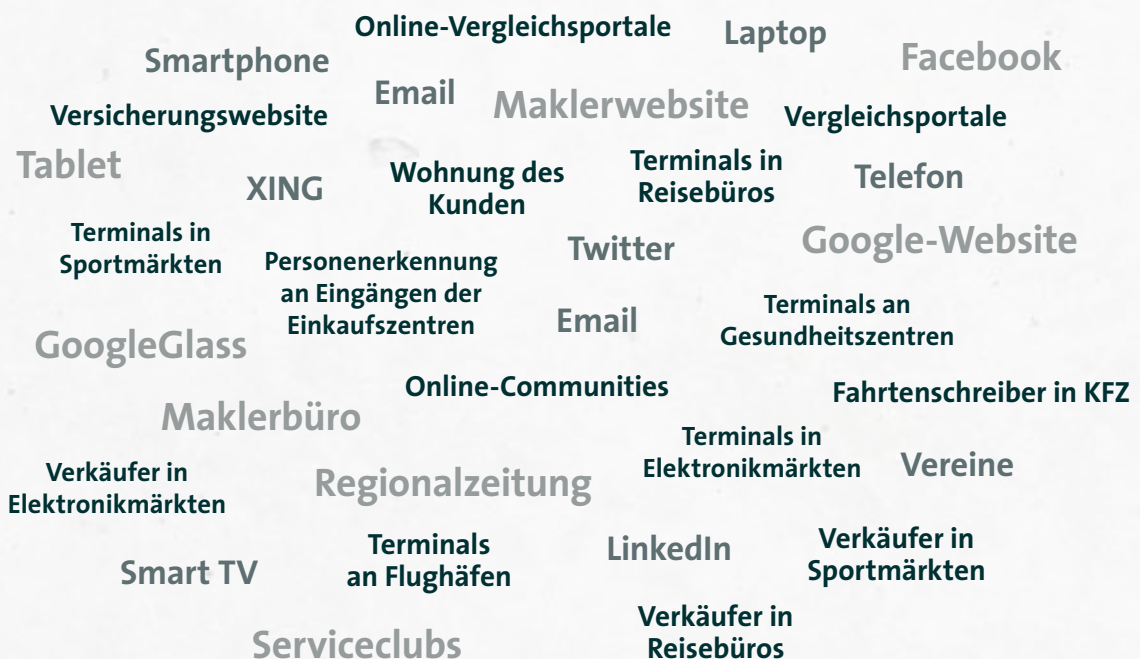 Online-Vergleichsportale
Laptop
Smartphone
Facebook
Email
Maklerwebsite
Versicherungswebsite
Vergleichsportale
Tablet
XING
Wohnung des
Kunden
Terminals in
Reisebüros
Telefon
Terminals in
Sportmärkten
Personenerkennung
an Eingängen der
Einkaufszentren
Twitter
Google-Website
GoogleGlass
Email
Terminals an
Gesundheitszentren
Online-Communities
Fahrtenschreiber in KFZ
Maklerbüro
Terminals in
Elektronikmärkten
Vereine
Verkäufer in
Elektronikmärkten
Regionalzeitung
Smart TV
Terminals
an Flughäfen
LinkedIn
Verkäufer in
Sportmärkten
Serviceclubs
Verkäufer in
Reisebüros